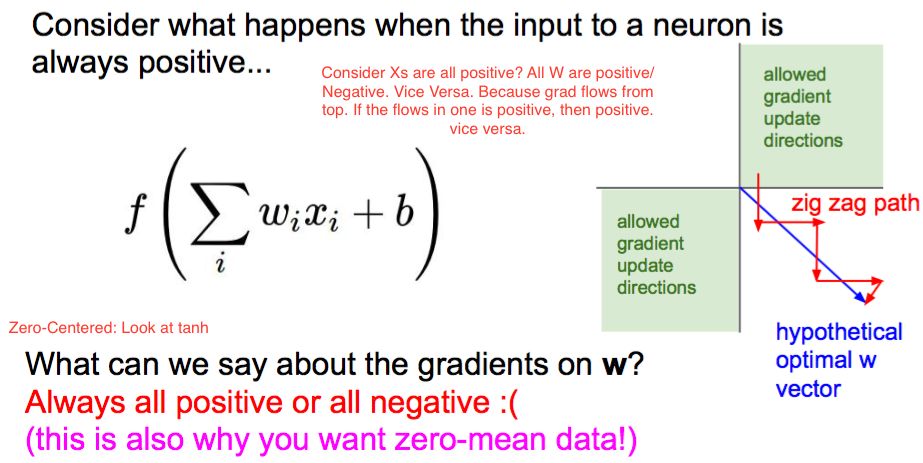 Consider what happens when the input to a neuron is
always positive...
Consider Xs are all positive? All W are positive/
Negative. Vice Versa. Because grad flows from
top. If the flows in one is positive, then positive.
vice versa.
allowed
gradient
update
directions
f(∑_i w_i x_i + b)
zig zag path
allowed
gradient
update
directions
hypothetical
optimal w
vector
Zero-Centered: Look at tanh
What can we say about the gradients on w?
Always all positive or all negative :(
(this is also why you want zero-mean data!)